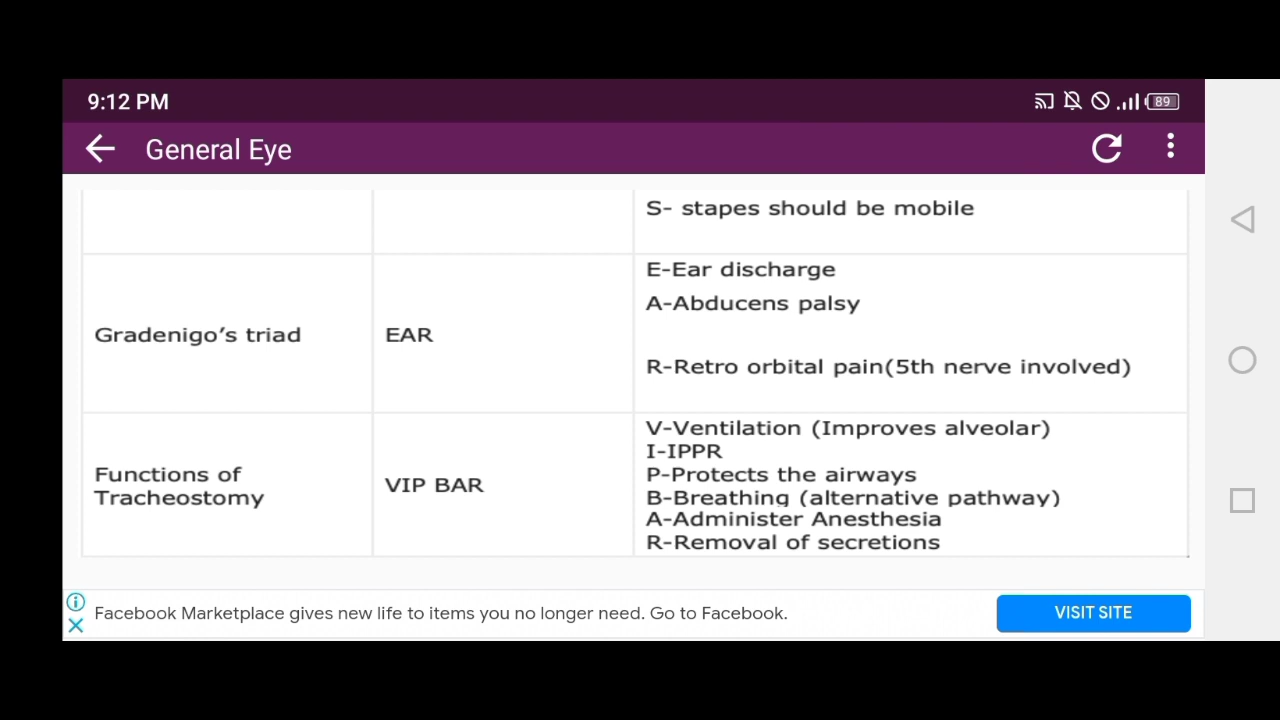 9:12 PM
89
General Eye
S- stapes should be mobile
Gradenigo's triad
EAR
E-Ear discharge
A-Abducens palsy
R-Retro orbital pain(5th nerve involved)
Functions of
Tracheostomy
VIP BAR
V-Ventilation (Improves alveolar)
I-IPPR
P-Protects the airways
B-Breathing (alternative pathway)
A-Administer Anesthesia
R-Removal of secretions
Facebook Marketplace gives new life to items you no longer need. Go to Facebook.
VISIT SITE